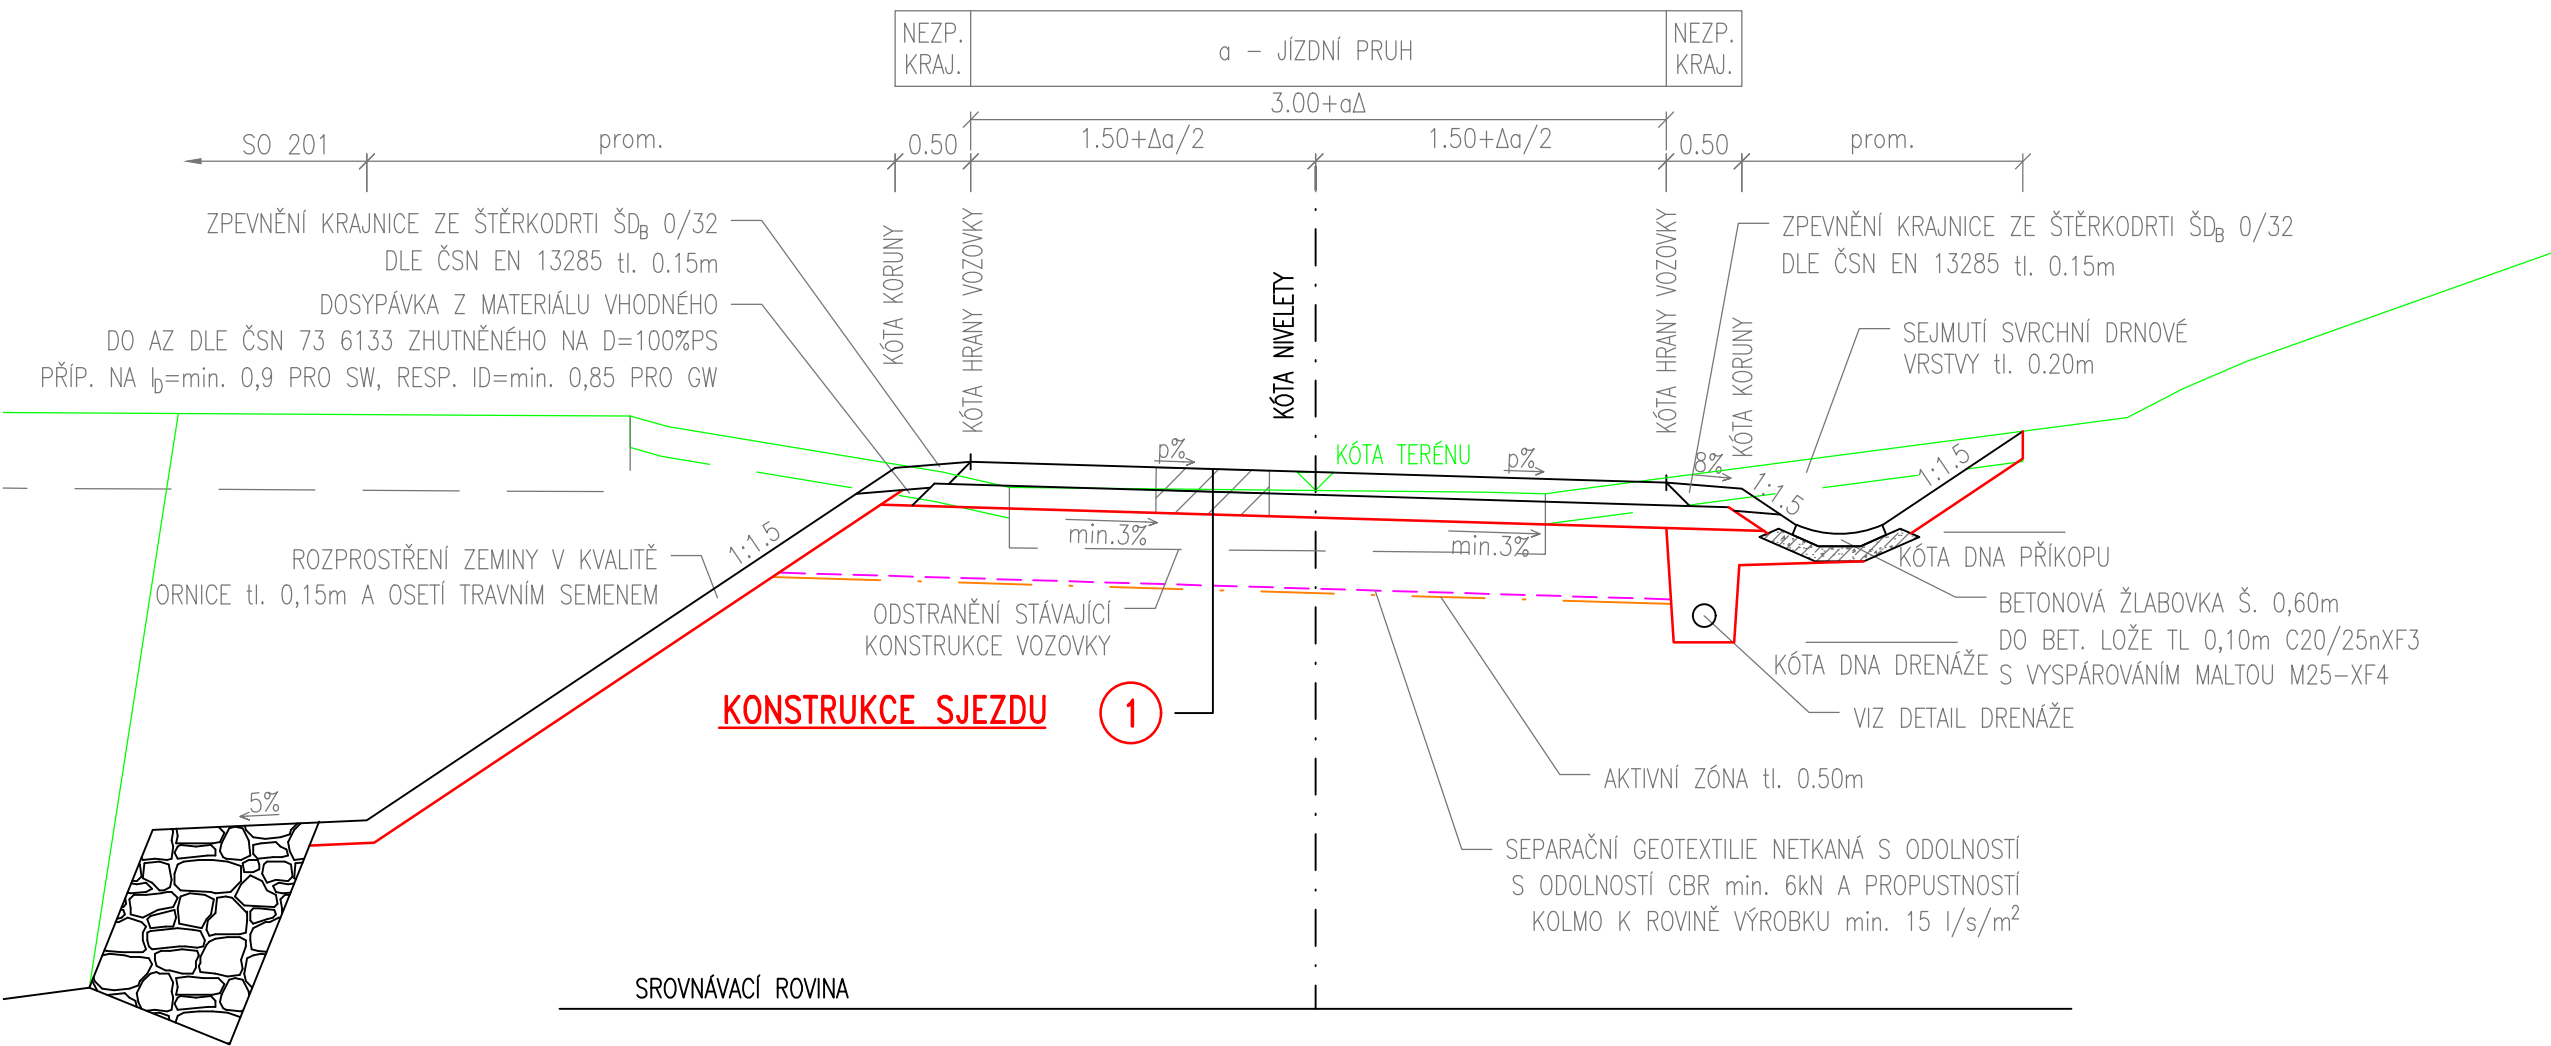 NEZP.
KRAJ.
a - JÍZDNÍ PRUH
NEZP.
KRAJ.
3.00+aΔ
SO 201
prom.
0.50
1.50+Δa/2
1.50+Δa/2
0.50
prom.
ZPEVNĚNÍ KRAJNICE ZE ŠTĚRKODRTI ŠD_B 0/32
DLE ČSN EN 13285 tl. 0.15m
DOSYPÁVKA Z MATERIÁLU VHODNÉHO
DO AZ DLE ČSN 73 6133 ZHUTNĚNÉHO NA D=100%PS
PŘÍP. NA I_D=min. 0,9 PRO SW, RESP. ID=min. 0,85 PRO GW
KÓTA KORUNY
KÓTA HRANY VOZOVKY
KÓTA NIVELETY
KÓTA HRANY VOZOVKY
KÓTA KORUNY
ZPEVNĚNÍ KRAJNICE ZE ŠTĚRKODRTI ŠD_B 0/32
DLE ČSN EN 13285 tl. 0.15m
SEJMUTÍ SVRCHNÍ DRNOVÉ
VRSTVY tl. 0.20m
p%
KÓTA TERÉNU
p%
8%
1:1.5
1:1.5
1:1.5
min.3%
min.3%
ROZPROSTŘENÍ ZEMINY V KVALITĚ
ORNICE tl. 0,15m A OSETÍ TRAVNÍM SEMENEM
ODSTRANĚNÍ STÁVAJÍCÍ
KONSTRUKCE VOZOVKY
KÓTA DNA PŘÍKOPU
BETONOVÁ ŽLABOVKA Š. 0,60m
DO BET. LOŽE TL 0,10m C20/25nXF3
S VYSPÁROVÁNÍM MALTOU M25-XF4
KÓTA DNA DRENÁŽE
VIZ DETAIL DRENÁŽE
KONSTRUKCE SJEZDU
1
AKTIVNÍ ZÓNA tl. 0.50m
5%
SEPARAČNÍ GEOTEXTILIE NETKANÁ S ODOLNOSTÍ
S ODOLNOSTÍ CBR min. 6kN A PROPUSTNOSTÍ
KOLMO K ROVINĚ VÝROBKU min. 15 l/s/m²
SROVNÁVACÍ ROVINA